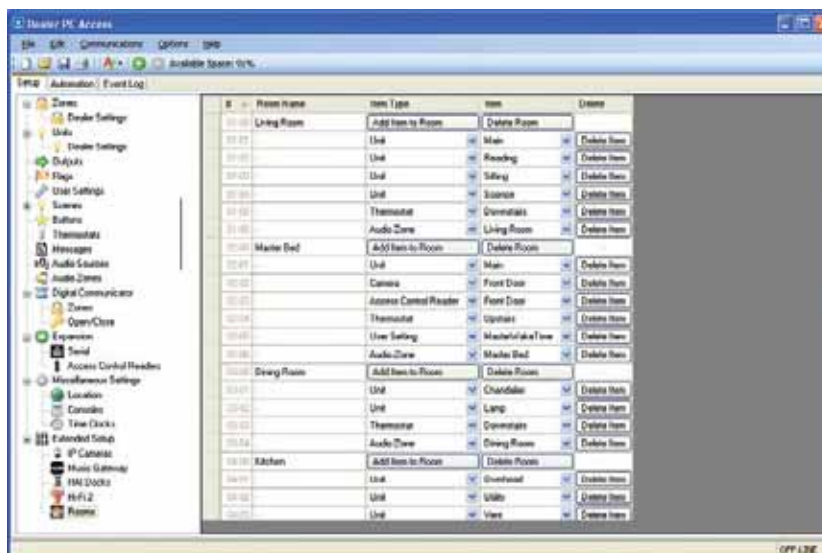 Dealer PC Access
File Edit Communications Options Help
Available Space: 91%
Setup Automation Event Log
Zones
Dealer Settings
Units
Dealer Settings
Outputs
Flags
User Settings
Scenes
Buttons
Thermostats
Messages
Audio Sources
Audio Zones
Digital Communicator
Zones
Open/Close
Expansion
Serial
Access Control Readers
Miscellaneous Settings
Location
Consoles
Time Clocks
Extended Setup
IP Cameras
Music Gateway
HAI Docks
HiFi 2
Rooms
# Room Name Item Type Item Delete
Living Room Add Item to Room Delete Room
Unit Main Delete Item
Unit Reading Delete Item
Unit Sitting Delete Item
Unit Sconce Delete Item
Thermostat Downstairs Delete Item
Audio Zone Living Room Delete Item
Master Bed Add Item to Room Delete Room
Unit Main Delete Item
Camera Front Door Delete Item
Access Control Reader Front Door Delete Item
Thermostat Upstairs Delete Item
User Setting MasterWakeTime Delete Item
Audio Zone Master Bed Delete Item
Dining Room Add Item to Room Delete Room
Unit Chandelier Delete Item
Unit Lamp Delete Item
Thermostat Downstairs Delete Item
Audio Zone Dining Room Delete Item
Kitchen Add Item to Room Delete Room
Unit Overhead Delete Item
Unit Utility Delete Item
Unit Vent Delete Item
OFF LINE